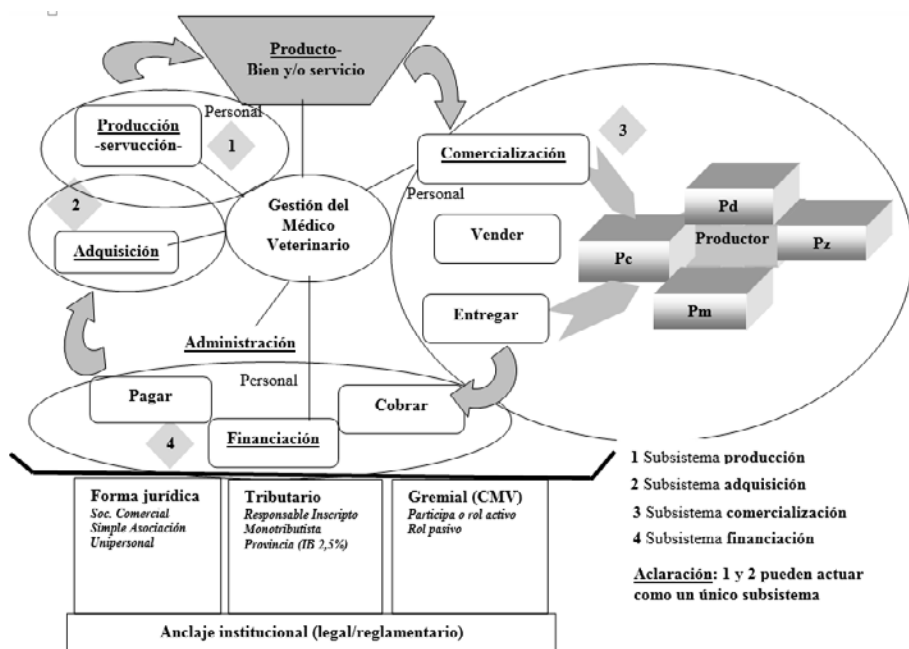 Producto-
Bien y/o servicio
Personal
Producción
-servucción-
1
2
Adquisición
Gestión del
Médico
Veterinario
Administración
Comercialización
3
Personal
Vender
Entregar
Pd
Productor
Pz
Pc
Pm
Personal
Pagar
Cobrar
4
Financiación
Forma jurídica
Soc. Comercial
Simple Asociación
Unipersonal
Tributario
Responsable Inscripto
Monotributista
Provincia (IB 2,5%)
Gremial (CMV)
Participa o rol activo
Rol pasivo
Anclaje institucional (legal/reglamentario)
1 Subsistema producción
2 Subsistema adquisición
3 Subsistema comercialización
4 Subsistema financiación
Aclaración: 1 y 2 pueden actuar
como un único subsistema